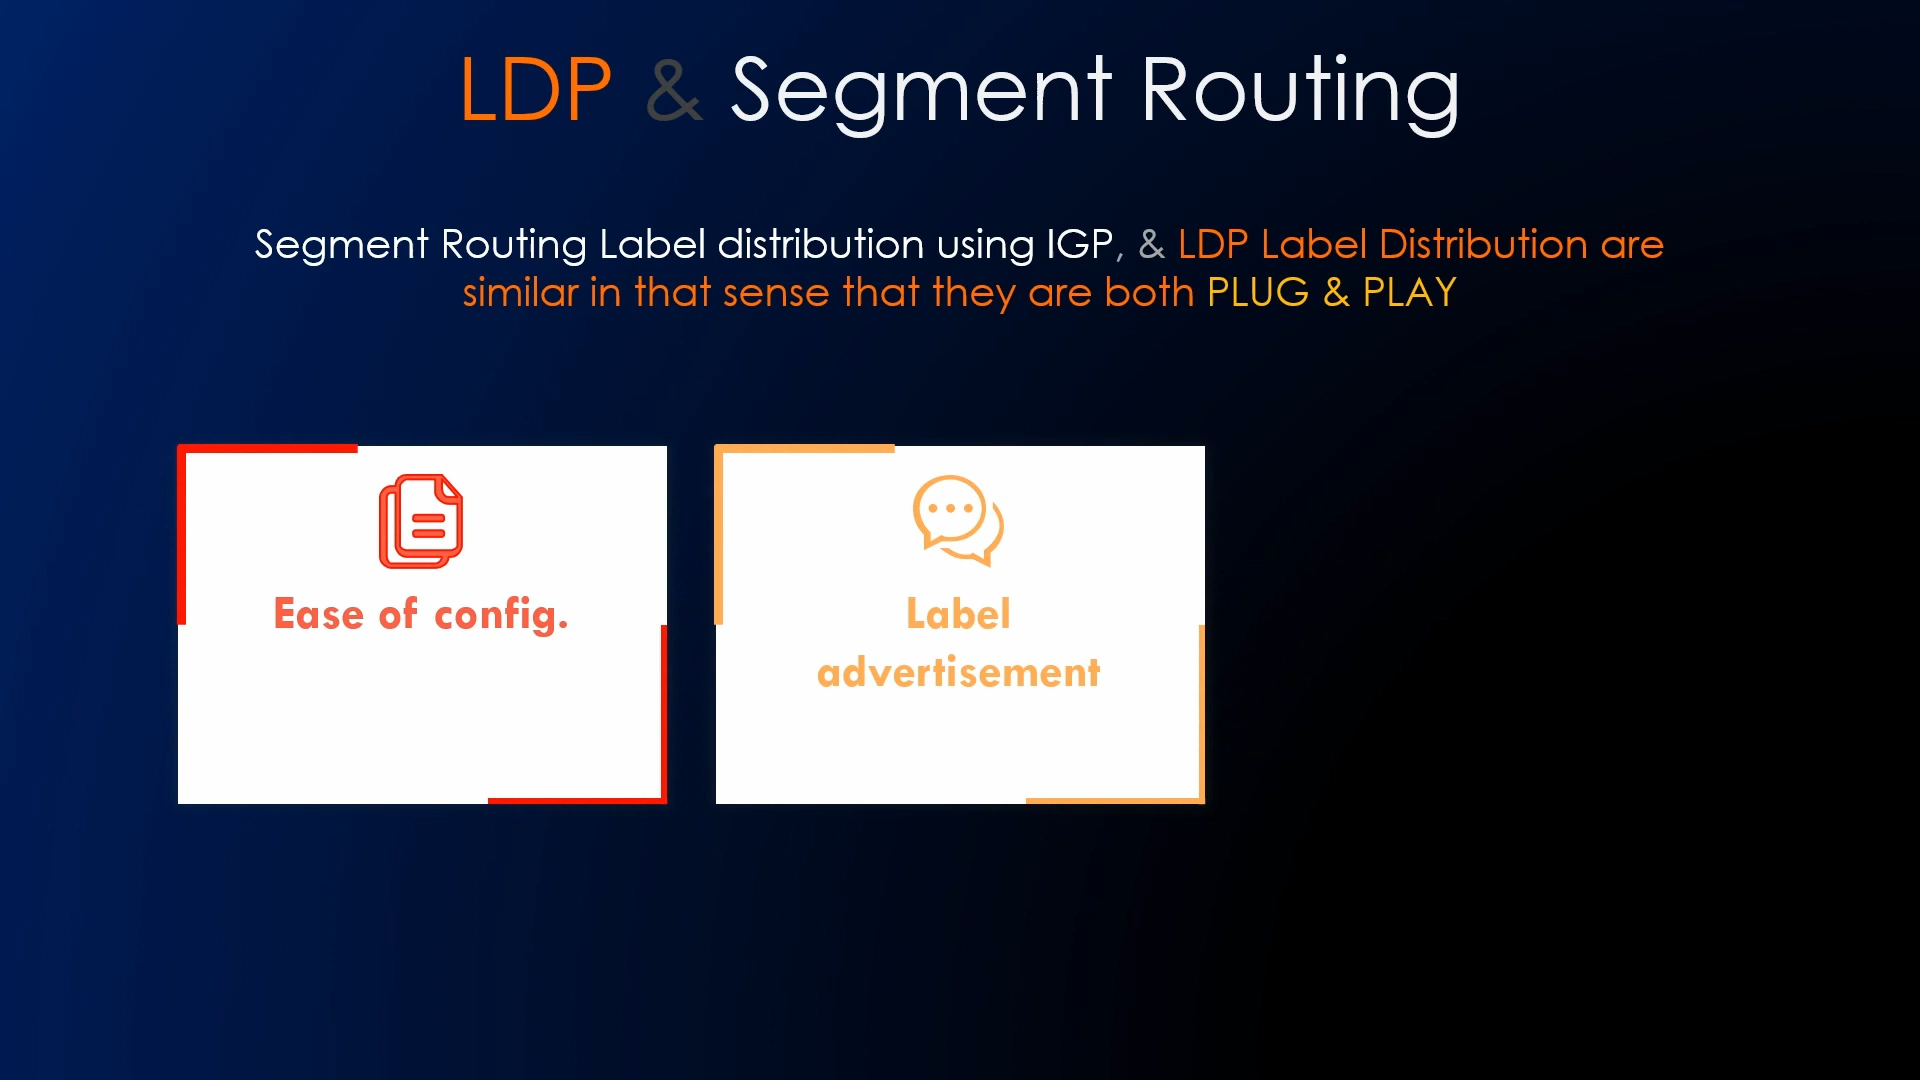 LDP & Segment Routing
Segment Routing Label distribution using IGP, & LDP Label Distribution are
similar in that sense that they are both PLUG & PLAY
Ease of config.
Label
advertisement